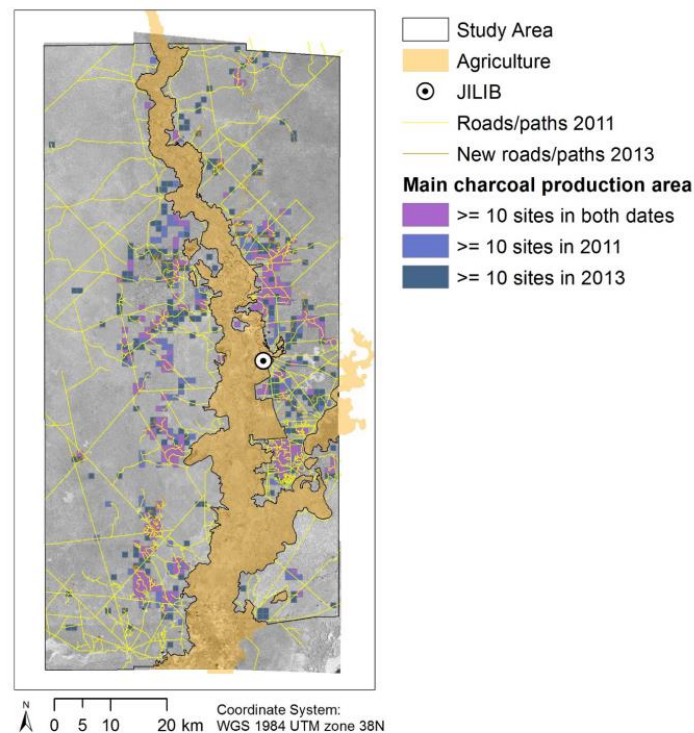 Study Area
Agriculture
JILIB
Roads/paths 2011
New roads/paths 2013
Main charcoal production area
>= 10 sites in both dates
>= 10 sites in 2011
>= 10 sites in 2013
N
0 5 10 20 km
Coordinate System:
WGS 1984 UTM zone 38N